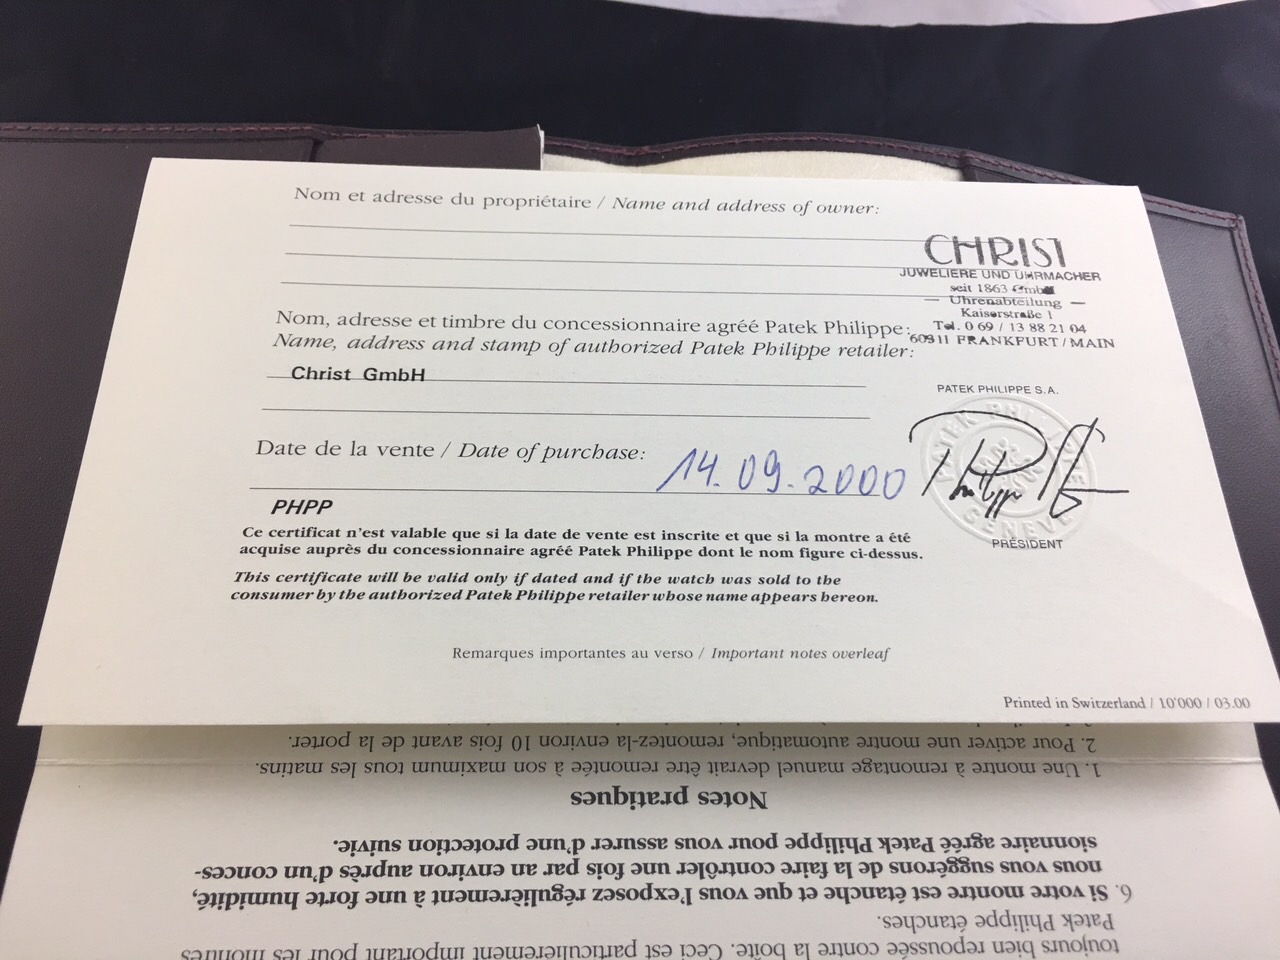 Nom et adresse du propriétaire / Name and address of owner:
CHRIST
JUWELIERE UND UHRMACHER
seit 1863 GmbH
— Uhrenabteilung —
Kaiserstraße 1
Tel. 0 69 / 13 88 21 04
60311 FRANKFURT / MAIN
Nom, adresse et timbre du concessionnaire agréé Patek Philippe:
Name, address and stamp of authorized Patek Philippe retailer:
Christ GmbH
PATEK PHILIPPE S.A.
PATEK PHILIPPE
GENEVE
Date de la vente / Date of purchase: 14.09.2000
PHPP
PRÉSIDENT
Ce certificat n'est valable que si la date de vente est inscrite et que si la montre a été
acquise auprès du concessionnaire agréé Patek Philippe dont le nom figure ci-dessus.
This certificate will be valid only if dated and if the watch was sold to the
consumer by the authorized Patek Philippe retailer whose name appears hereon.
Remarques importantes au verso / Important notes overleaf
Printed in Switzerland / 10'000 / 03.00
toujours bien repoussée contre la boîte. Ceci est particulièrement important pour les montres
Patek Philippe étanches.
6. Si votre montre est étanche et que vous l'exposez régulièrement à une forte humidité,
nous vous suggérons de la faire contrôler une fois par an environ auprès d'un conces-
sionnaire agréé Patek Philippe pour vous assurer d'une protection suivie.
Notes pratiques
1. Une montre à remontage manuel devrait être remontée à son maximum tous les matins.
2. Pour activer une montre automatique, remontez-la environ 10 fois avant de la porter.